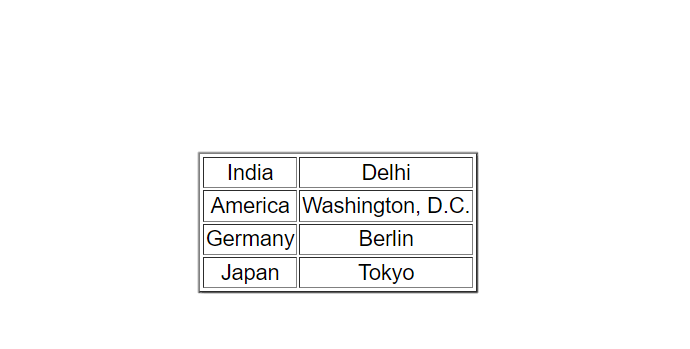 India Delhi
America Washington, D.C.
Germany Berlin
Japan Tokyo